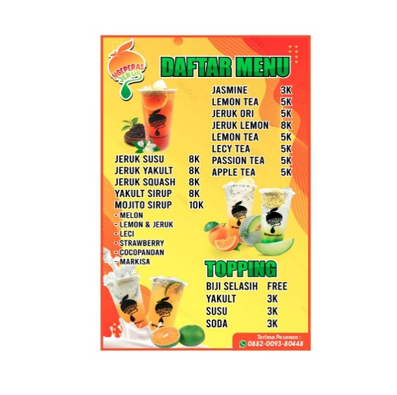 NGEPERAS
DAFTAR MENU
JASMINE 3K
LEMON TEA 5K
JERUK ORI 5K
JERUK LEMON 8K
LEMON TEA 5K
LECY TEA 5K
PASSION TEA 5K
APPLE TEA 5K
JERUK SUSU 8K
JERUK YAKULT 8K
JERUK SQUASH 8K
YAKULT SIRUP 8K
MOJITO SIRUP 10K
- MELON
- LEMON & JERUK
- LECI
- STRAWBERRY
- COCOPANDAN
- MARKISA
TOPPING
BIJI SELASIH FREE
YAKULT 3K
SUSU 3K
SODA 3K
Terima Pesanan :
0882-0093-80448